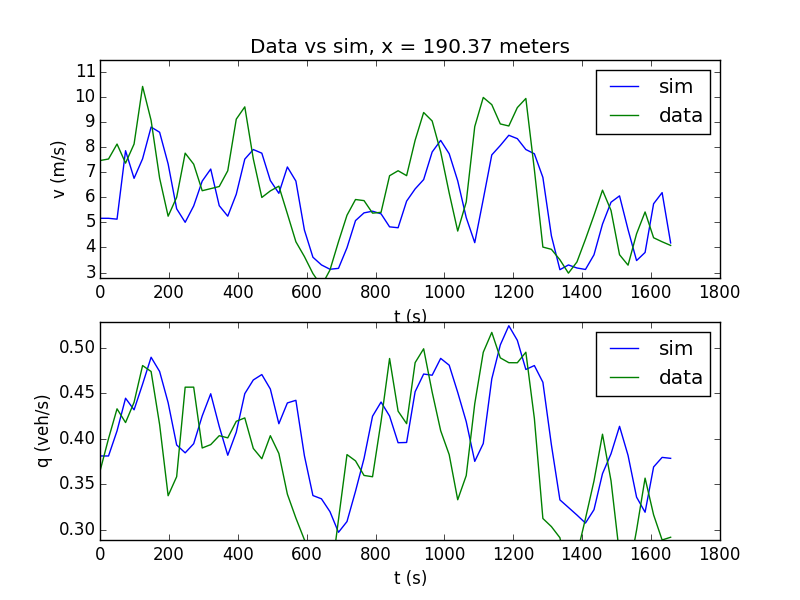 Data vs sim, x = 190.37 meters
11
10
9
8
7
6
5
4
3
v (m/s)
sim
data
0 200 400 600 800 1000 1200 1400 1600 1800
t (s)
0.50
0.45
0.40
0.35
0.30
q (veh/s)
sim
data
0 200 400 600 800 1000 1200 1400 1600 1800
t (s)